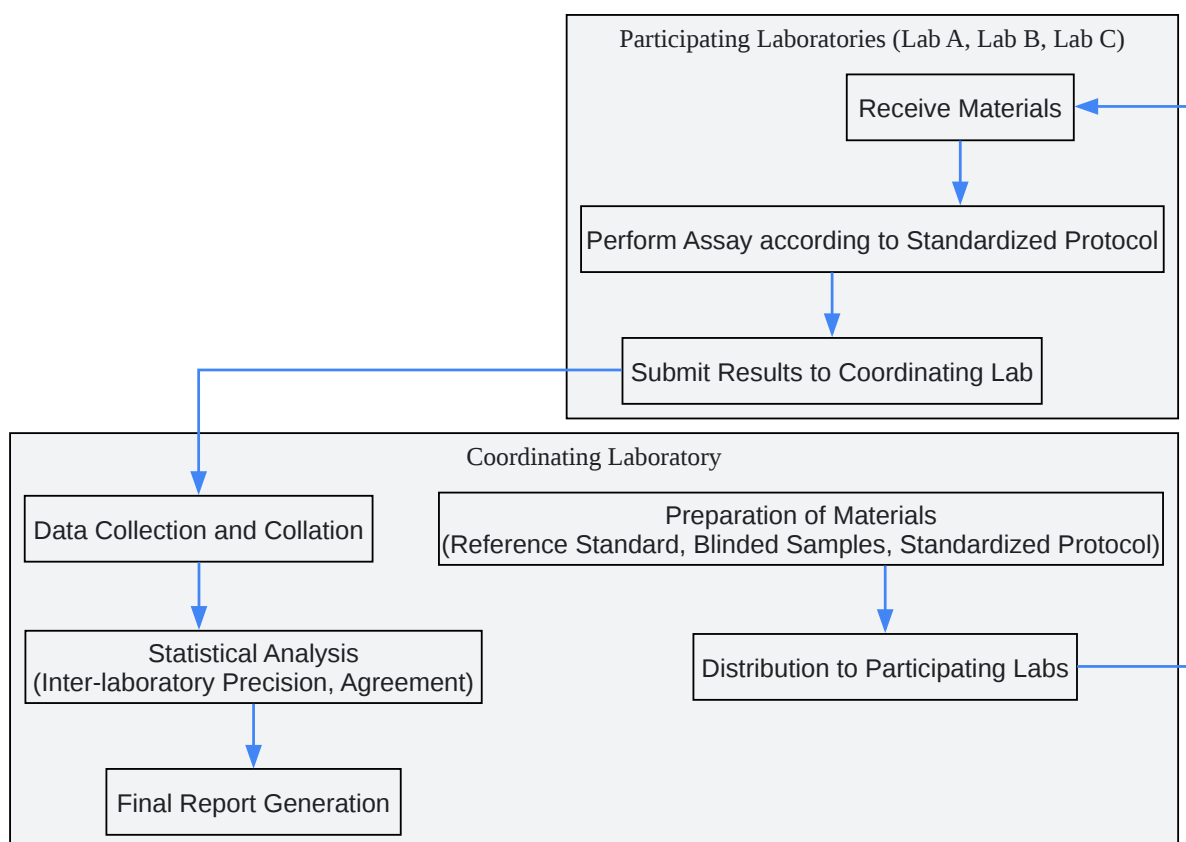 Participating Laboratories (Lab A, Lab B, Lab C)
Receive Materials
Perform Assay according to Standardized Protocol
Submit Results to Coordinating Lab
Coordinating Laboratory
Data Collection and Collation
Preparation of Materials
(Reference Standard, Blinded Samples, Standardized Protocol)
Statistical Analysis
(Inter-laboratory Precision, Agreement)
Distribution to Participating Labs
Final Report Generation